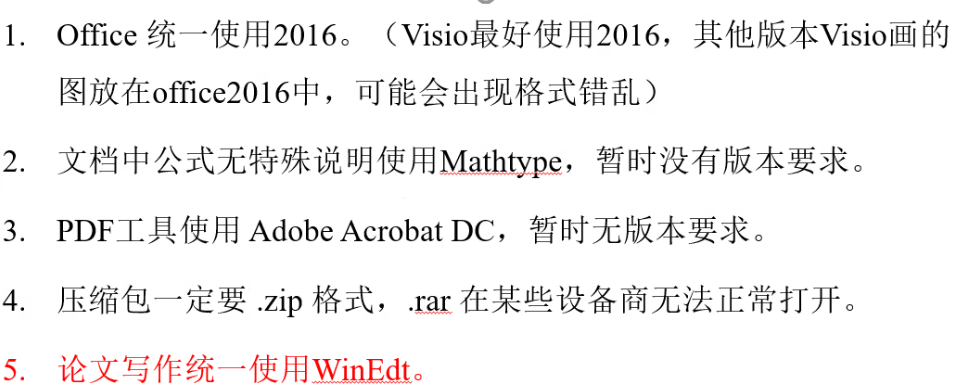 1. Office 统一使用2016。（Visio最好使用2016，其他版本Visio画的
图放在office2016中，可能会出现格式错乱）
2. 文档中公式无特殊说明使用Mathtype，暂时没有版本要求。
3. PDF工具使用 Adobe Acrobat DC，暂时无版本要求。
4. 压缩包一定要 .zip 格式，.rar 在某些设备商无法正常打开。
5. 论文写作统一使用WinEdt。